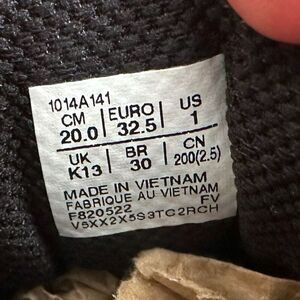 1014A141
CM | EURO | US
20.0 | 32.5 | 1
UK | BR | CN
K13 | 30 | 200(2.5)
MADE IN VIETNAM
FABRIQUE AU VIETNAM
F820522 FV
V5XX2X5S3TC2RCH